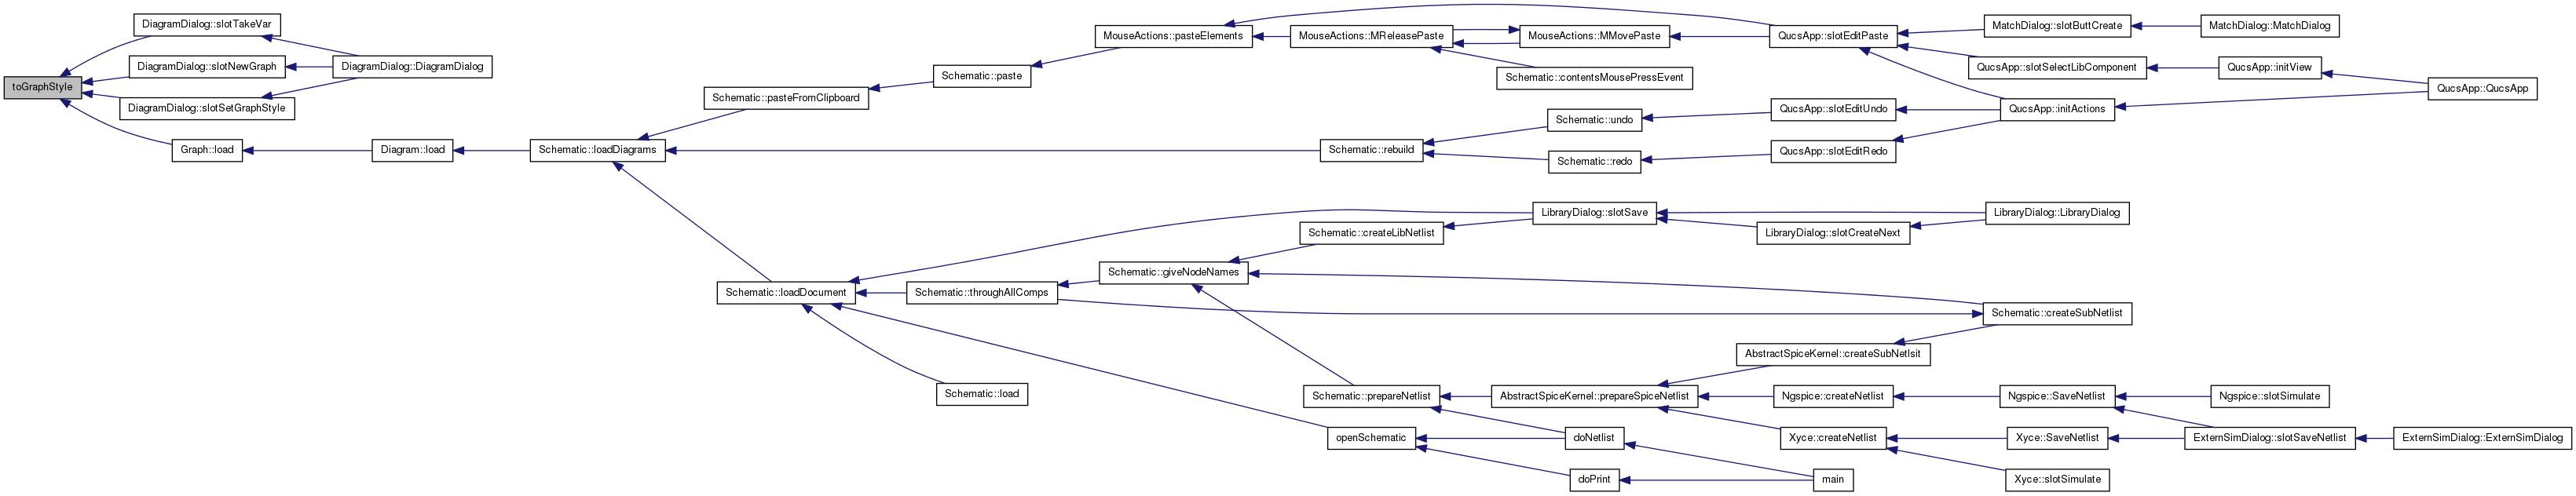 toGraphStyle
DiagramDialog::slotTakeVar
DiagramDialog::slotNewGraph
DiagramDialog::slotSetGraphStyle
Graph::load
DiagramDialog::DiagramDialog
Diagram::load
Schematic::loadDiagrams
Schematic::pasteFromClipboard
Schematic::paste
MouseActions::pasteElements
MouseActions::MReleasePaste
MouseActions::MMovePaste
Schematic::contentsMousePressEvent
QucsApp::slotEditPaste
MatchDialog::slotButtCreate
MatchDialog::MatchDialog
QucsApp::slotSelectLibComponent
QucsApp::initView
QucsApp::QucsApp
QucsApp::initActions
Schematic::rebuild
Schematic::undo
QucsApp::slotEditUndo
Schematic::redo
QucsApp::slotEditRedo
Schematic::loadDocument
LibraryDialog::slotSave
LibraryDialog::LibraryDialog
LibraryDialog::slotCreateNext
Schematic::createLibNetlist
Schematic::giveNodeNames
Schematic::throughAllComps
Schematic::createSubNetlist
AbstractSpiceKernel::createSubNetlsit
Schematic::load
Schematic::prepareNetlist
AbstractSpiceKernel::prepareSpiceNetlist
Ngspice::createNetlist
Ngspice::SaveNetlist
Ngspice::slotSimulate
openSchematic
doNetlist
Xyce::createNetlist
Xyce::SaveNetlist
ExternSimDialog::slotSaveNetlist
ExternSimDialog::ExternSimDialog
doPrint
main
Xyce::slotSimulate